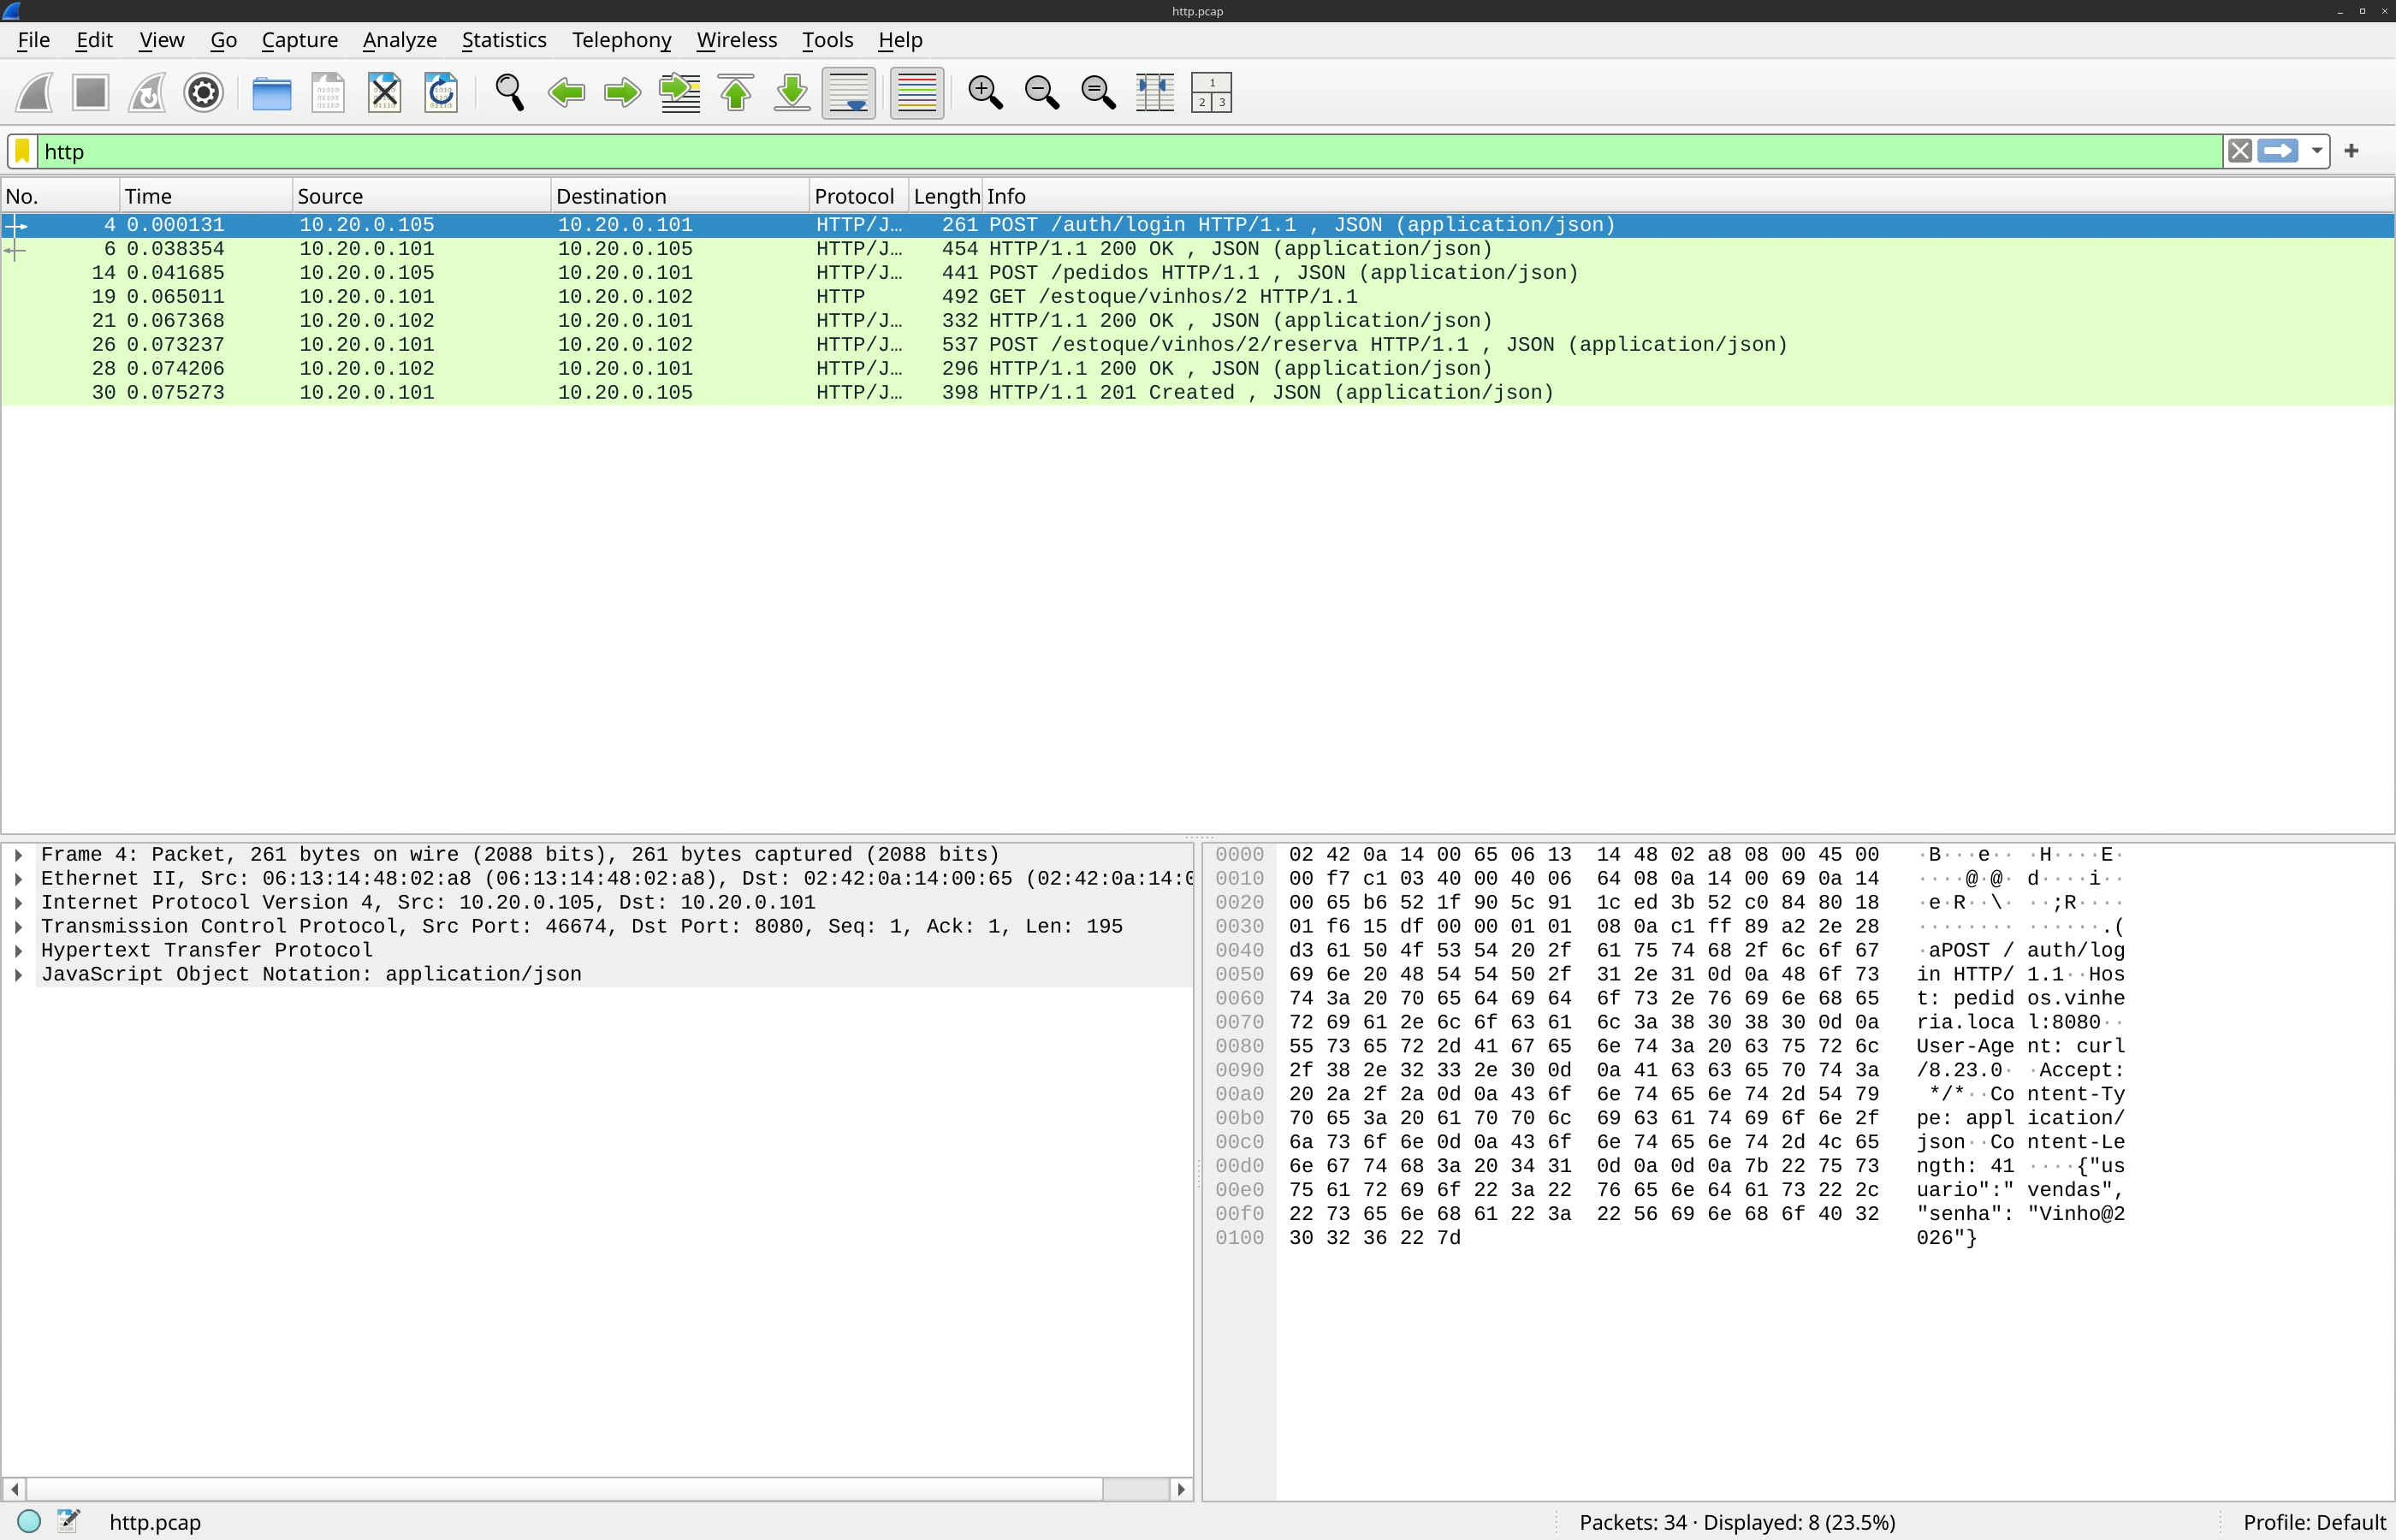 http.pcap
File Edit View Go Capture Analyze Statistics Telephony Wireless Tools Help
http
No. Time Source Destination Protocol Length Info
4 0.000131 10.20.0.105 10.20.0.101 HTTP/J… 261 POST /auth/login HTTP/1.1 , JSON (application/json)
6 0.038354 10.20.0.101 10.20.0.105 HTTP/J… 454 HTTP/1.1 200 OK , JSON (application/json)
14 0.041685 10.20.0.105 10.20.0.101 HTTP/J… 441 POST /pedidos HTTP/1.1 , JSON (application/json)
19 0.065011 10.20.0.101 10.20.0.102 HTTP 492 GET /estoque/vinhos/2 HTTP/1.1
21 0.067368 10.20.0.102 10.20.0.101 HTTP/J… 332 HTTP/1.1 200 OK , JSON (application/json)
26 0.073237 10.20.0.101 10.20.0.102 HTTP/J… 537 POST /estoque/vinhos/2/reserva HTTP/1.1 , JSON (application/json)
28 0.074206 10.20.0.102 10.20.0.101 HTTP/J… 296 HTTP/1.1 200 OK , JSON (application/json)
30 0.075273 10.20.0.101 10.20.0.105 HTTP/J… 398 HTTP/1.1 201 Created , JSON (application/json)
Frame 4: Packet, 261 bytes on wire (2088 bits), 261 bytes captured (2088 bits)
Ethernet II, Src: 06:13:14:48:02:a8 (06:13:14:48:02:a8), Dst: 02:42:0a:14:00:65 (02:42:0a:14:0
Internet Protocol Version 4, Src: 10.20.0.105, Dst: 10.20.0.101
Transmission Control Protocol, Src Port: 46674, Dst Port: 8080, Seq: 1, Ack: 1, Len: 195
Hypertext Transfer Protocol
JavaScript Object Notation: application/json
0000 02 42 0a 14 00 65 06 13 14 48 02 a8 08 00 45 00 ·B···e·· ·H····E·
0010 00 f7 c1 03 40 00 40 06 64 08 0a 14 00 69 0a 14 ····@·@· d····i··
0020 00 65 b6 52 1f 90 5c 91 1c ed 3b 52 c0 84 80 18 ·e·R··\· ··;R····
0030 01 f6 15 df 00 00 01 01 08 0a c1 ff 89 a2 2e 28 ········ ······.(
0040 d3 61 50 4f 53 54 20 2f 61 75 74 68 2f 6c 6f 67 ·aPOST / auth/log
0050 69 6e 20 48 54 54 50 2f 31 2e 31 0d 0a 48 6f 73 in HTTP/ 1.1··Hos
0060 74 3a 20 70 65 64 69 64 6f 73 2e 76 69 6e 68 65 t: pedid os.vinhe
0070 72 69 61 2e 6c 6f 63 61 6c 3a 38 30 38 30 0d 0a ria.loca l:8080··
0080 55 73 65 72 2d 41 67 65 6e 74 3a 20 63 75 72 6c User-Age nt: curl
0090 2f 38 2e 32 33 2e 30 0d 0a 41 63 63 65 70 74 3a /8.23.0· ·Accept:
00a0 20 2a 2f 2a 0d 0a 43 6f 6e 74 65 6e 74 2d 54 79 */*··Co ntent-Ty
00b0 70 65 3a 20 61 70 70 6c 69 63 61 74 69 6f 6e 2f pe: appl ication/
00c0 6a 73 6f 6e 0d 0a 43 6f 6e 74 65 6e 74 2d 4c 65 json··Co ntent-Le
00d0 6e 67 74 68 3a 20 34 31 0d 0a 0d 0a 7b 22 75 73 ngth: 41 ····{"us
00e0 75 61 72 69 6f 22 3a 22 76 65 6e 64 61 73 22 2c uario":" vendas",
00f0 22 73 65 6e 68 61 22 3a 22 56 69 6e 68 6f 40 32 "senha": "Vinho@2
0100 30 32 36 22 7d 026"}
http.pcap Packets: 34 · Displayed: 8 (23.5%) Profile: Default